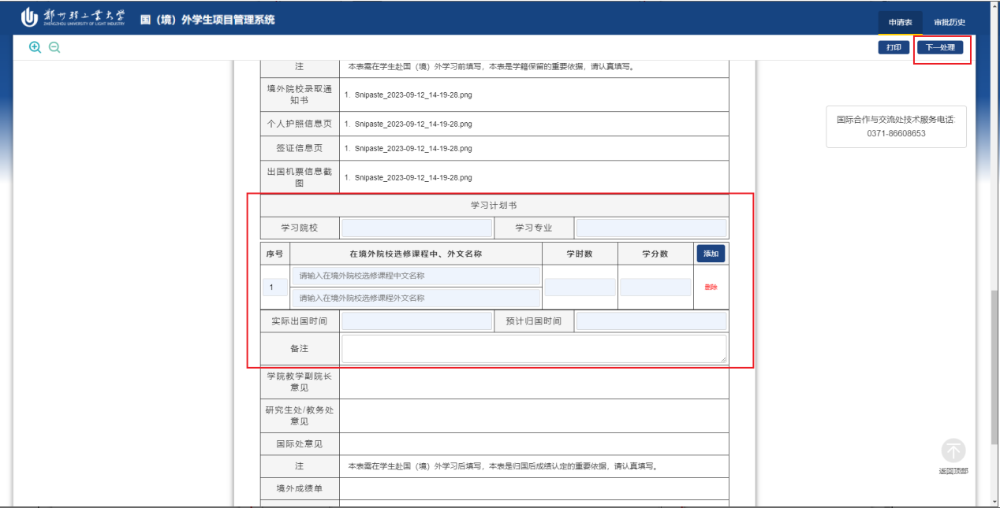 郑州轻工业大学
ZHENGZHOU UNIVERSITY OF LIGHT INDUSTRY
国（境）外学生项目管理系统
申请表
审批历史
打印
下一处理
注
本表需在学生赴国（境）外学习前填写，本表是学籍保留的重要依据，请认真填写。
境外院校录取通
知书
1. Snipaste_2023-09-12_14-19-28.png
个人护照信息页
1. Snipaste_2023-09-12_14-19-28.png
签证信息页
1. Snipaste_2023-09-12_14-19-28.png
出国机票信息截
图
1. Snipaste_2023-09-12_14-19-28.png
国际合作与交流处技术服务电话:
0371-86608653
学习计划书
学习院校
学习专业
序号
在境外院校选修课程中、外文名称
学时数
学分数
添加
1
请输入在境外院校选修课程中文名称
请输入在境外院校选修课程外文名称
删除
实际出国时间
预计归国时间
备注
学院教学副院长
意见
研究生处/教务处
意见
国际处意见
注
本表需在学生赴国（境）外学习后填写，本表是归国后成绩认定的重要依据，请认真填写。
境外成绩单
返回顶部